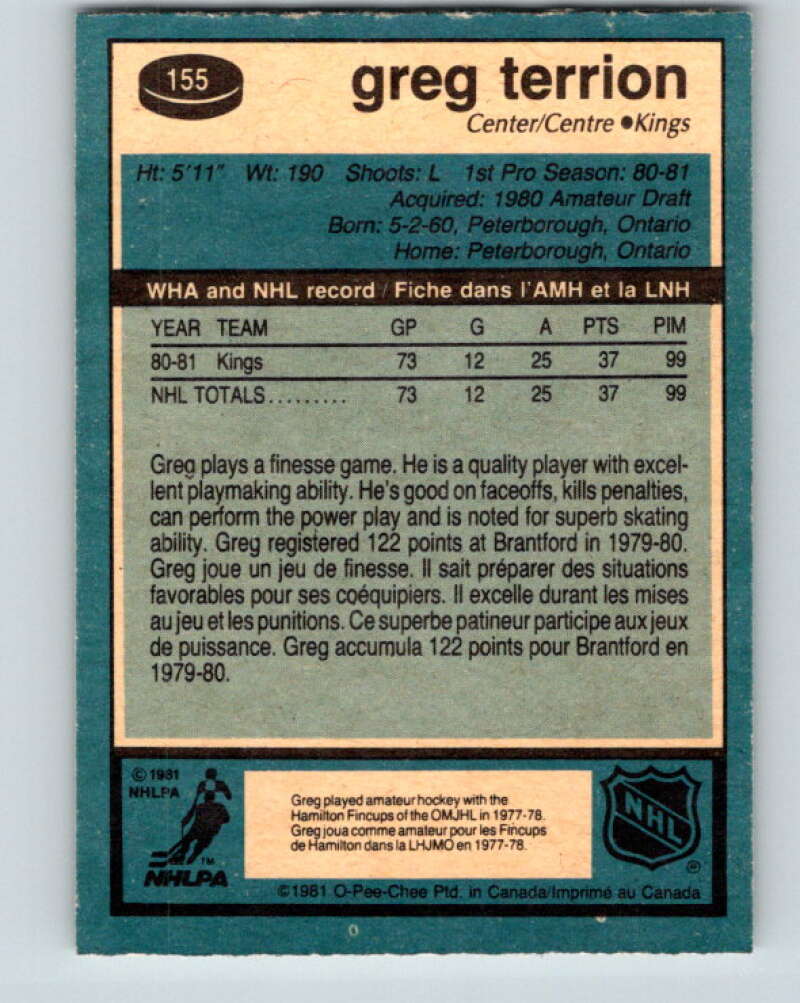 155
greg terrion
Center/Centre ●Kings
Ht: 5'11" Wt: 190 Shoots: L 1st Pro Season: 80-81
Acquired: 1980 Amateur Draft
Born: 5-2-60, Peterborough, Ontario
Home: Peterborough, Ontario
WHA and NHL record / Fiche dans l'AMH et la LNH
YEAR TEAM GP G A PTS PIM
80-81 Kings 73 12 25 37 99
NHL TOTALS......... 73 12 25 37 99
Greg plays a finesse game. He is a quality player with excel-
lent playmaking ability. He's good on faceoffs, kills penalties,
can perform the power play and is noted for superb skating
ability. Greg registered 122 points at Brantford in 1979-80.
Greg joue un jeu de finesse. Il sait préparer des situations
favorables pour ses coéquipiers. Il excelle durant les mises
au jeu et les punitions. Ce superbe patineur participe aux jeux
de puissance. Greg accumula 122 points pour Brantford en
1979-80.
© 1981
NHLPA
TM
NHLPA
Greg played amateur hockey with the
Hamilton Fincups of the OMJHL in 1977-78.
Greg joua comme amateur pour les Fincups
de Hamilton dans la LHJMO en 1977-78.
NHL
®
©1981 O-Pee-Chee Ptd. in Canada/Imprimé au Canada